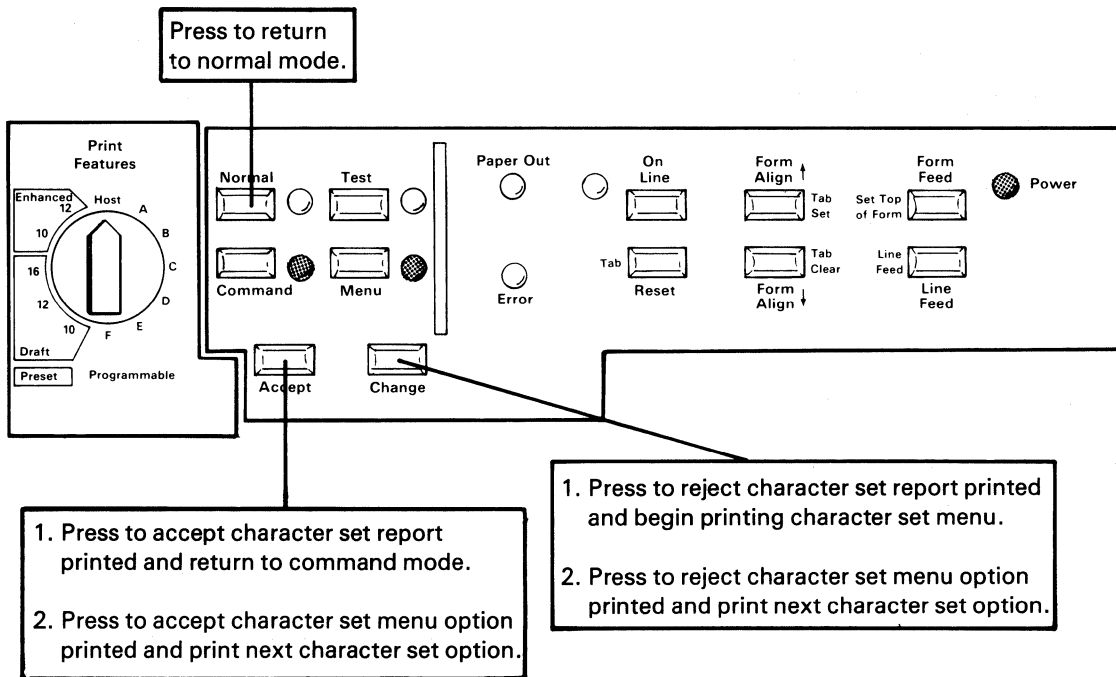 Press to return
to normal mode.
Print
Features
Enhanced
12
Host
A
10
B
16
C
12
D
10
F
E
Draft
Preset
Programmable
Normal
Test
Command
Menu
Accept
Change
Paper Out
Error
On
Line
Tab
Reset
Form
Align ↑
Tab
Set
Tab
Clear
Form
Align ↓
Form
Feed
Set Top
of Form
Line
Feed
Line
Feed
Power
1. Press to accept character set report
printed and return to command mode.
2. Press to accept character set menu option
printed and print next character set option.
1. Press to reject character set report printed
and begin printing character set menu.
2. Press to reject character set menu option
printed and print next character set option.